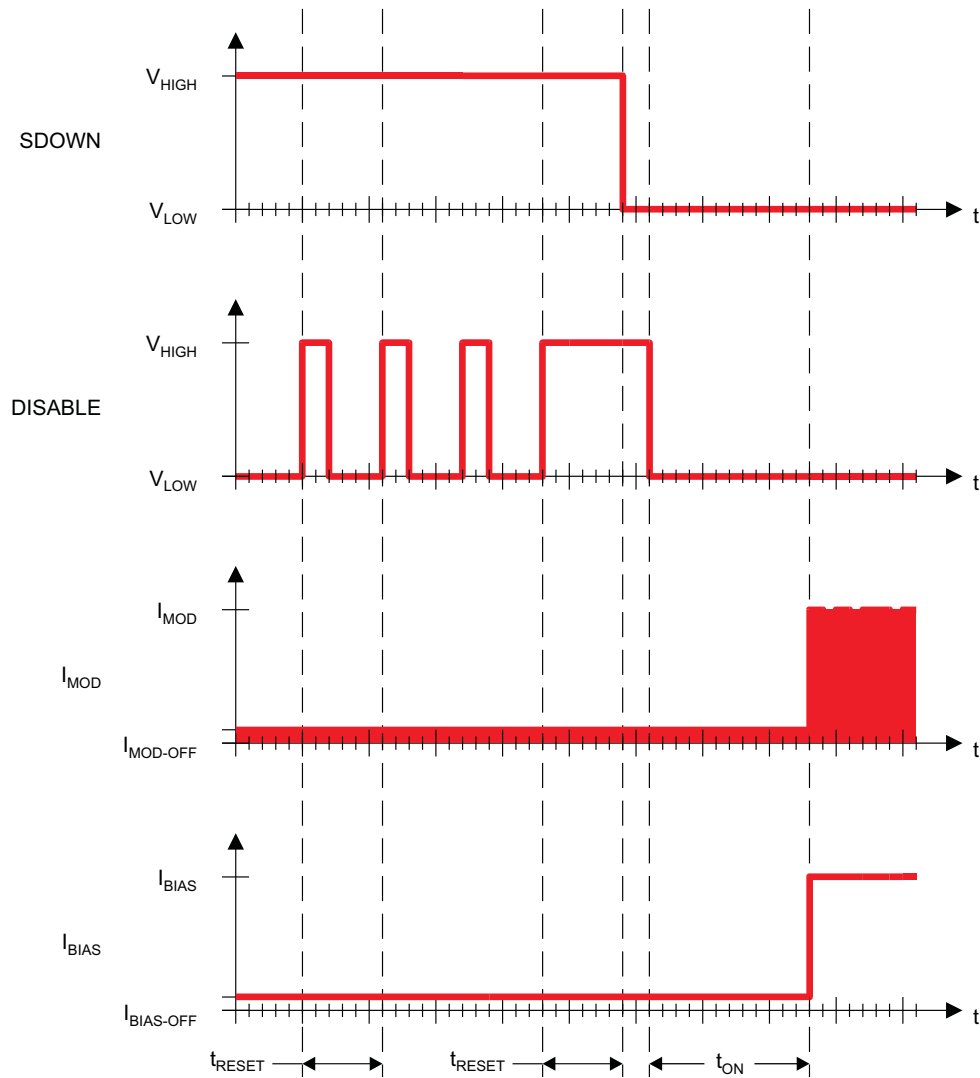 V_HIGH
SDOWN
V_LOW
t
V_HIGH
DISABLE
V_LOW
t
I_MOD
I_MOD
I_MOD-OFF
t
I_BIAS
I_BIAS
I_BIAS-OFF
t
t_RESET t_RESET t_ON